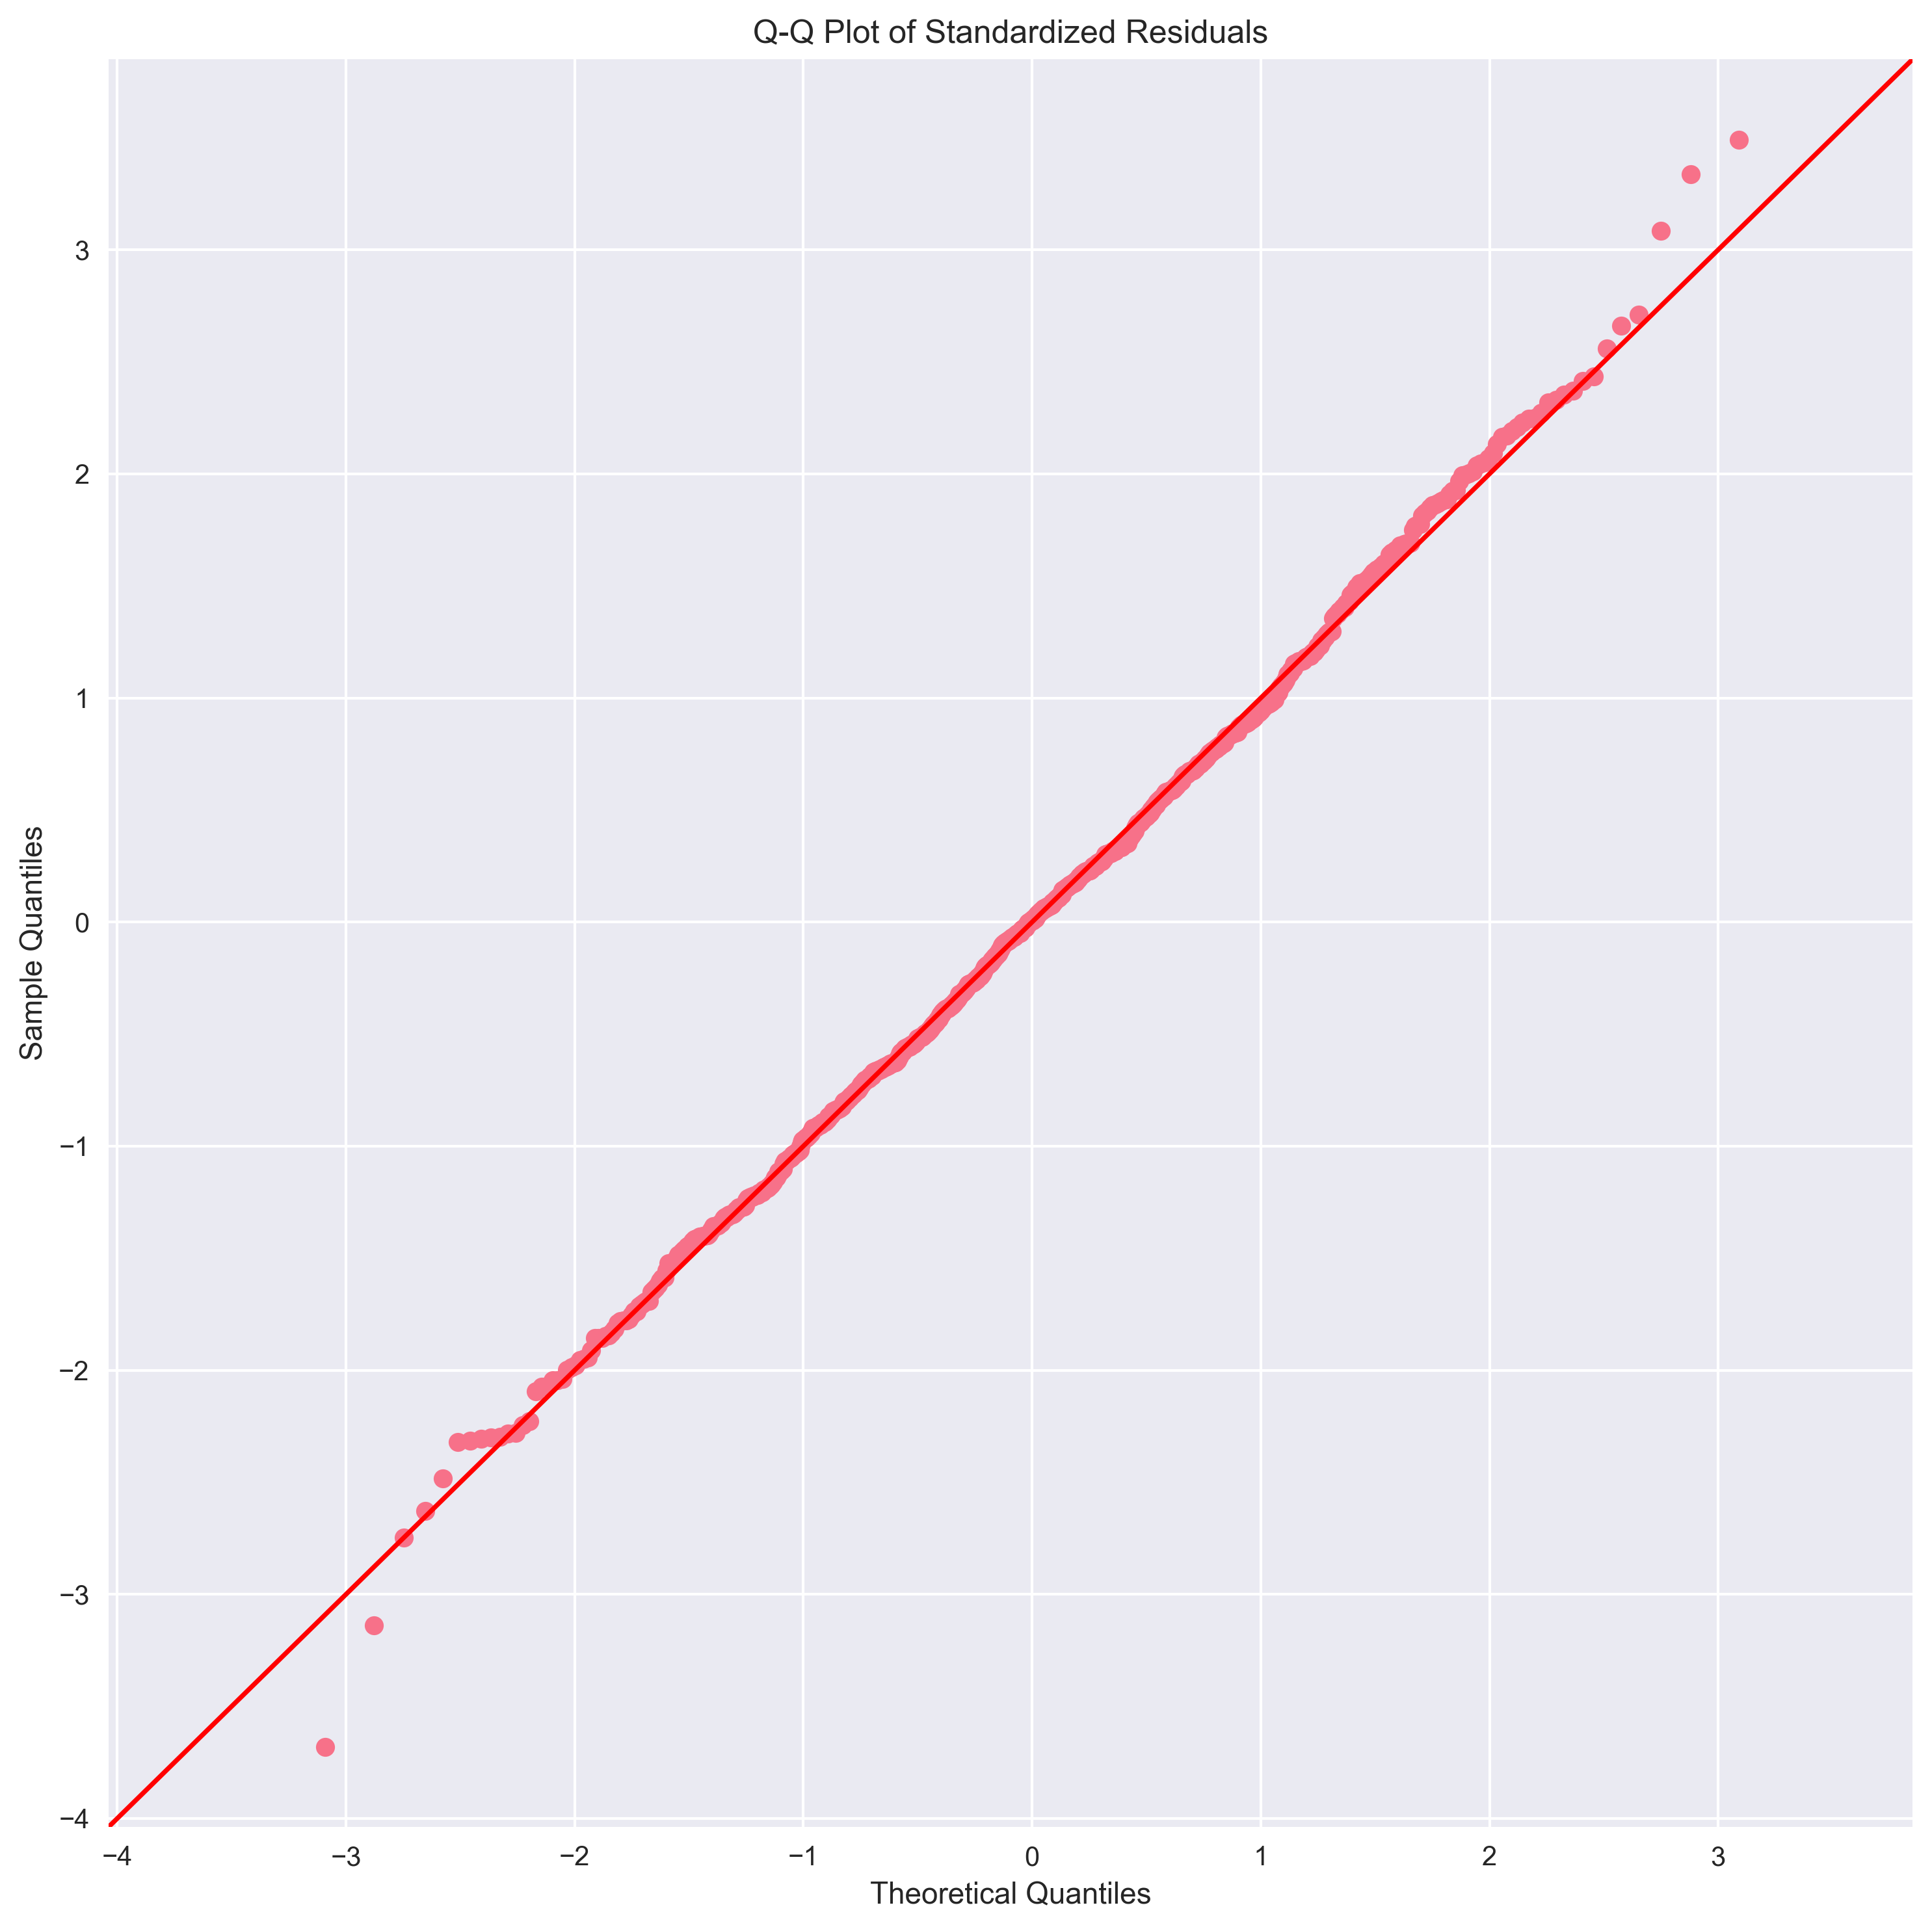 Q-Q Plot of Standardized Residuals
Sample Quantiles
3
2
1
0
−1
−2
−3
−4
−4 −3 −2 −1 0 1 2 3
Theoretical Quantiles